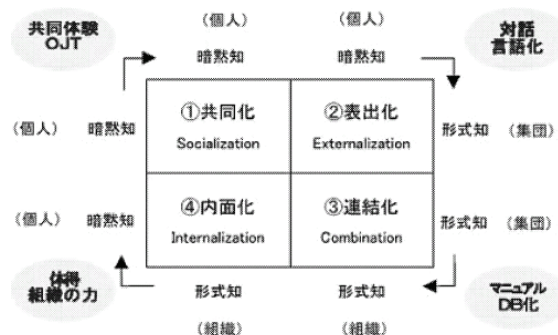 共同体験
OJT
(個人)
(個人)
対話
言語化
暗黙知
暗黙知
①共同化
Socialization
②表出化
Externalization
(個人) 暗黙知
形式知 (集団)
④内面化
Internalization
③連結化
Combination
(個人) 暗黙知
形式知 (集団)
体得
組織の力
形式知
形式知
マニュアル
DB化
(組織)
(組織)